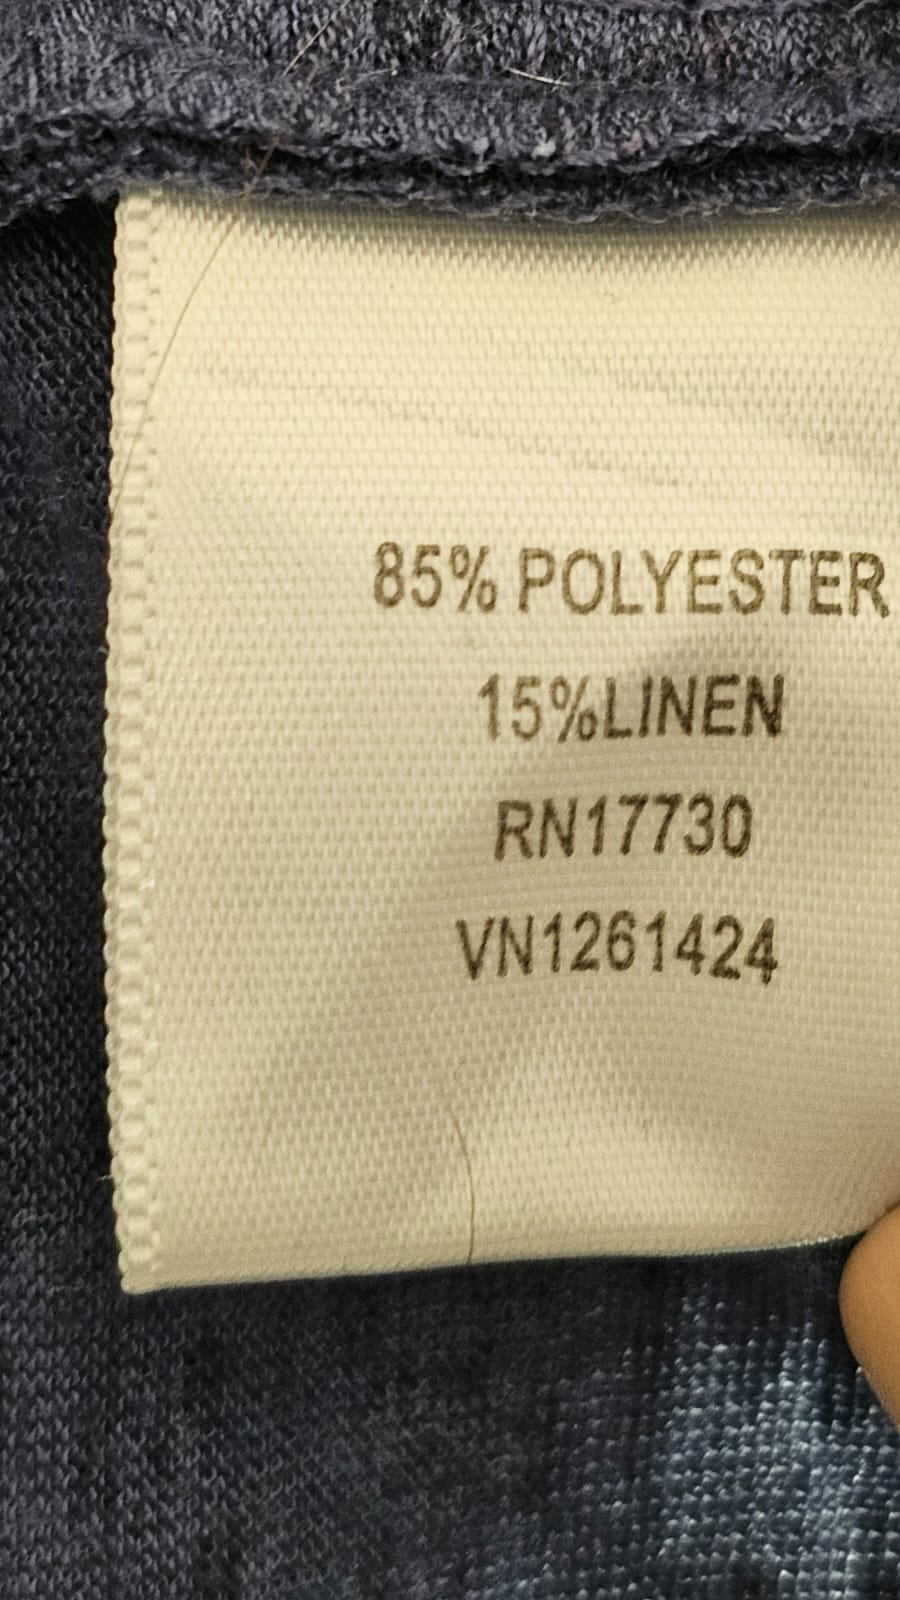 85% POLYESTER
15%LINEN
RN17730
VN1261424